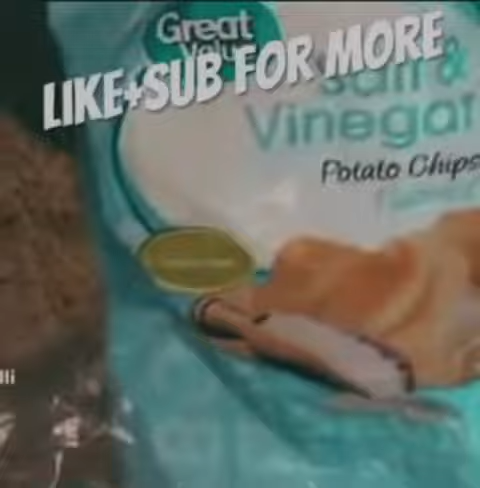 Great
Value
LIKE+SUB FOR MORE
Salt &
Vinegar
Potato Chips